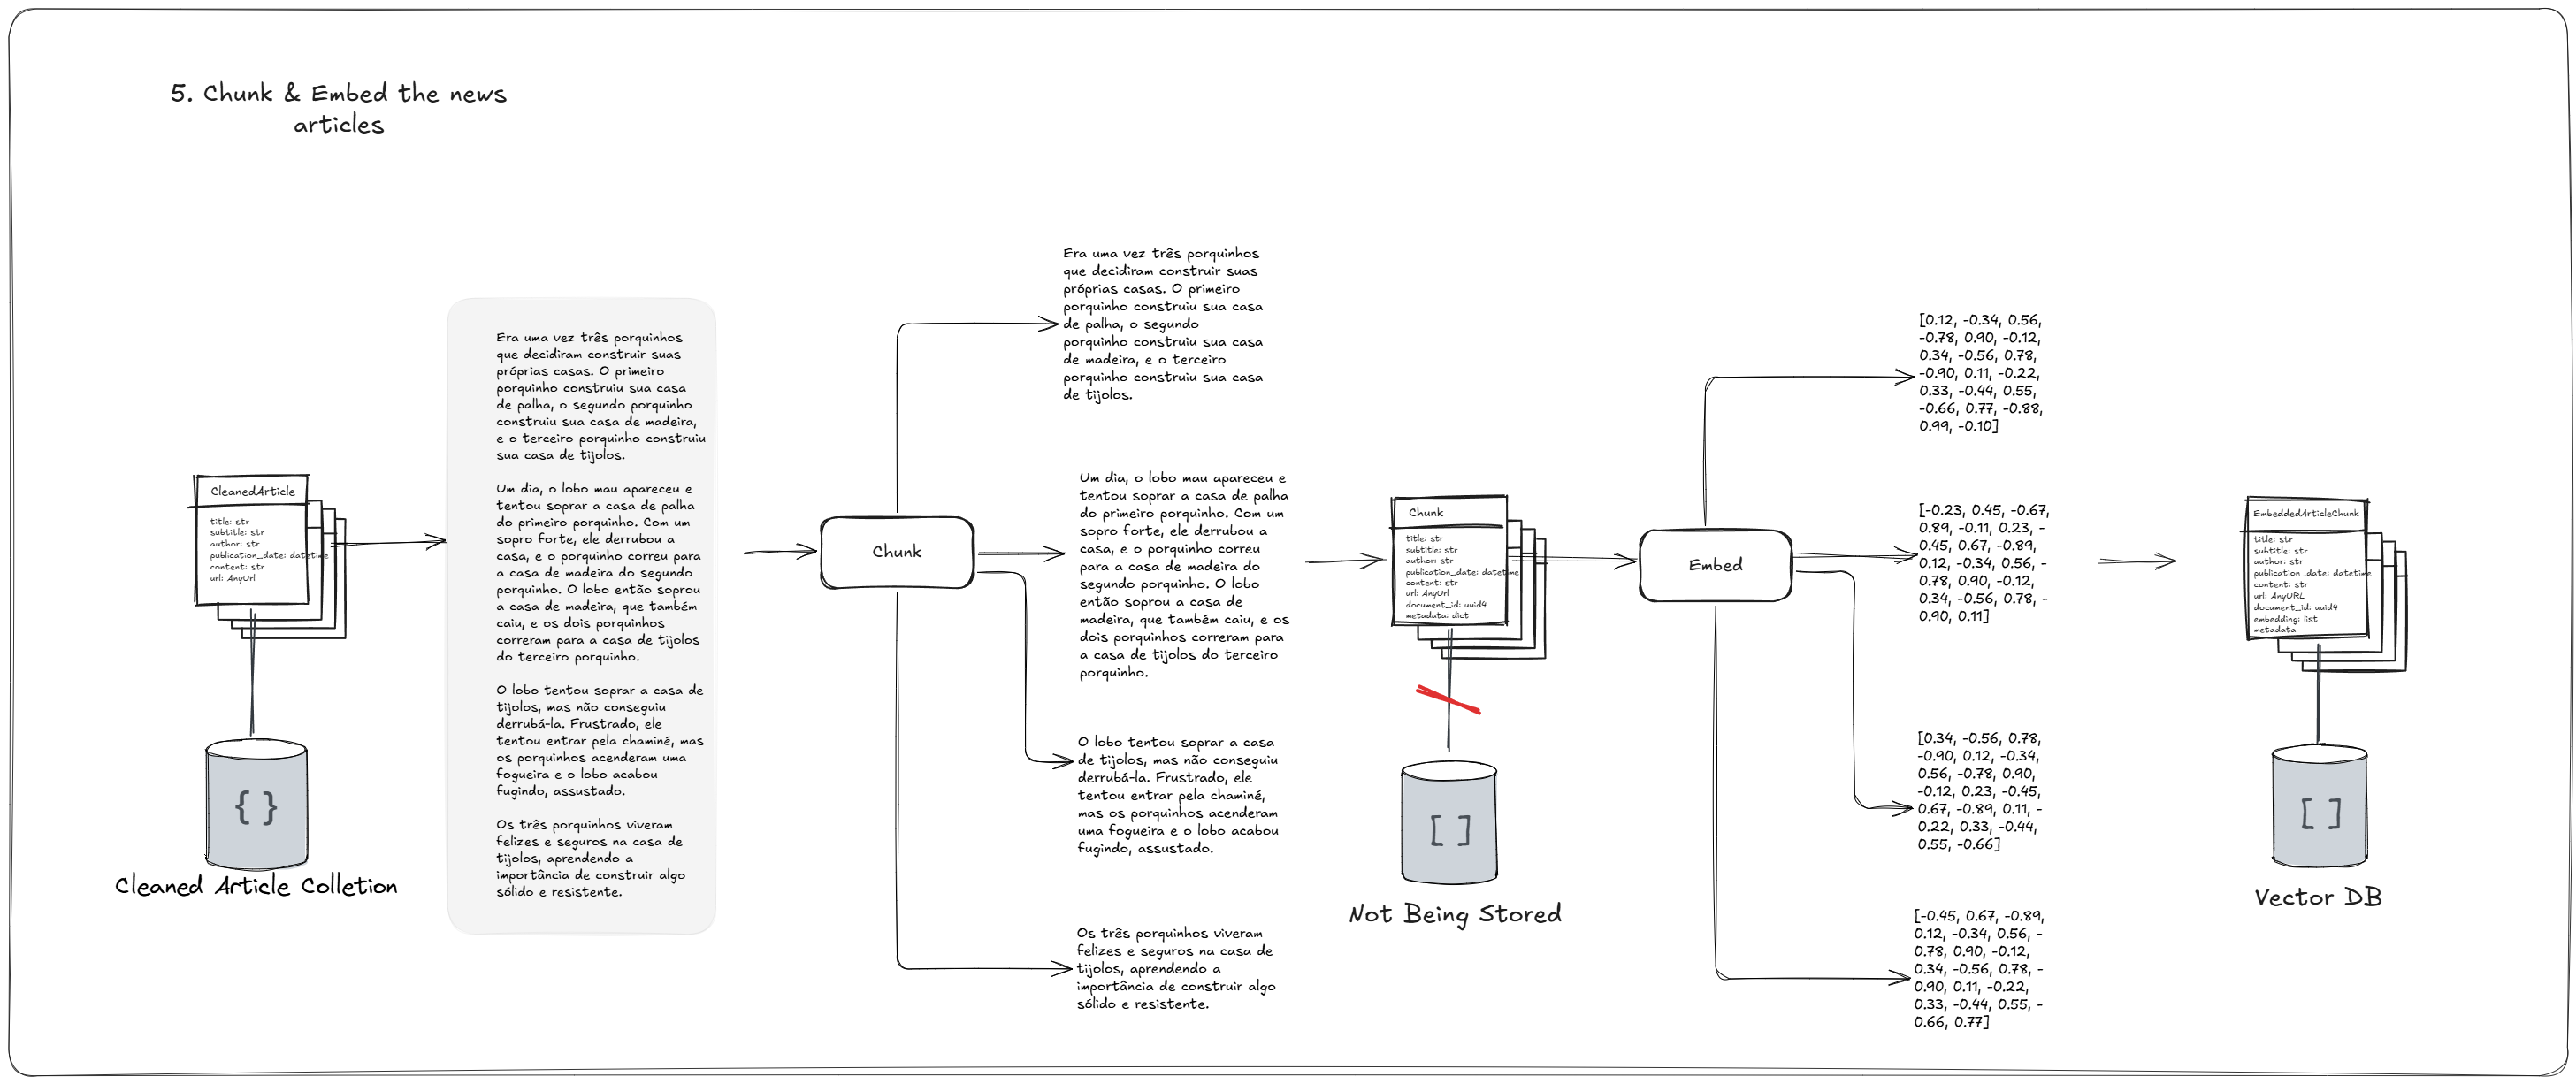 5. Chunk & Embed the news
articles
CleanedArticle
title: str
subtitle: str
author: str
publication_date: datetime
content: str
url: AnyUrl
{ }
Cleaned Article Colletion
Era uma vez três porquinhos
que decidiram construir suas
próprias casas. O primeiro
porquinho construiu sua casa
de palha, o segundo porquinho
construiu sua casa de madeira,
e o terceiro porquinho construiu
sua casa de tijolos.
Um dia, o lobo mau apareceu e
tentou soprar a casa de palha
do primeiro porquinho. Com um
sopro forte, ele derrubou a
casa, e o porquinho correu para
a casa de madeira do segundo
porquinho. O lobo então soprou
a casa de madeira, que também
caiu, e os dois porquinhos
correram para a casa de tijolos
do terceiro porquinho.
O lobo tentou soprar a casa de
tijolos, mas não conseguiu
derrubá-la. Frustrado, ele
tentou entrar pela chaminé, mas
os porquinhos acenderam uma
fogueira e o lobo acabou
fugindo, assustado.
Os três porquinhos viveram
felizes e seguros na casa de
tijolos, aprendendo a
importância de construir algo
sólido e resistente.
Chunk
Era uma vez três porquinhos
que decidiram construir suas
próprias casas. O primeiro
porquinho construiu sua casa
de palha, o segundo
porquinho construiu sua casa
de madeira, e o terceiro
porquinho construiu sua casa
de tijolos.
Um dia, o lobo mau apareceu e
tentou soprar a casa de palha
do primeiro porquinho. Com um
sopro forte, ele derrubou a
casa, e o porquinho correu
para a casa de madeira do
segundo porquinho. O lobo
então soprou a casa de
madeira, que também caiu, e os
dois porquinhos correram para
a casa de tijolos do terceiro
porquinho.
O lobo tentou soprar a casa
de tijolos, mas não conseguiu
derrubá-la. Frustrado, ele
tentou entrar pela chaminé,
mas os porquinhos acenderam
uma fogueira e o lobo acabou
fugindo, assustado.
Os três porquinhos viveram
felizes e seguros na casa de
tijolos, aprendendo a
importância de construir algo
sólido e resistente.
Chunk
title: str
subtitle: str
author: str
publication_date: datetime
content: str
url: AnyUrl
document_id: uuid4
metadata: dict
[ ]
Not Being Stored
Embed
[0.12, -0.34, 0.56,
-0.78, 0.90, -0.12,
0.34, -0.56, 0.78,
-0.90, 0.11, -0.22,
0.33, -0.44, 0.55,
-0.66, 0.77, -0.88,
0.99, -0.10]
[-0.23, 0.45, -0.67,
0.89, -0.11, 0.23, -
0.45, 0.67, -0.89,
0.12, -0.34, 0.56, -
0.78, 0.90, -0.12,
0.34, -0.56, 0.78, -
0.90, 0.11]
[0.34, -0.56, 0.78,
-0.90, 0.12, -0.34,
0.56, -0.78, 0.90,
-0.12, 0.23, -0.45,
0.67, -0.89, 0.11, -
0.22, 0.33, -0.44,
0.55, -0.66]
[-0.45, 0.67, -0.89,
0.12, -0.34, 0.56, -
0.78, 0.90, -0.12,
0.34, -0.56, 0.78, -
0.90, 0.11, -0.22,
0.33, -0.44, 0.55, -
0.66, 0.77]
EmbeddedArticleChunk
title: str
subtitle: str
author: str
publication_date: datetime
content: str
url: AnyURL
document_id: uuid4
embedding: list
metadata
[ ]
Vector DB